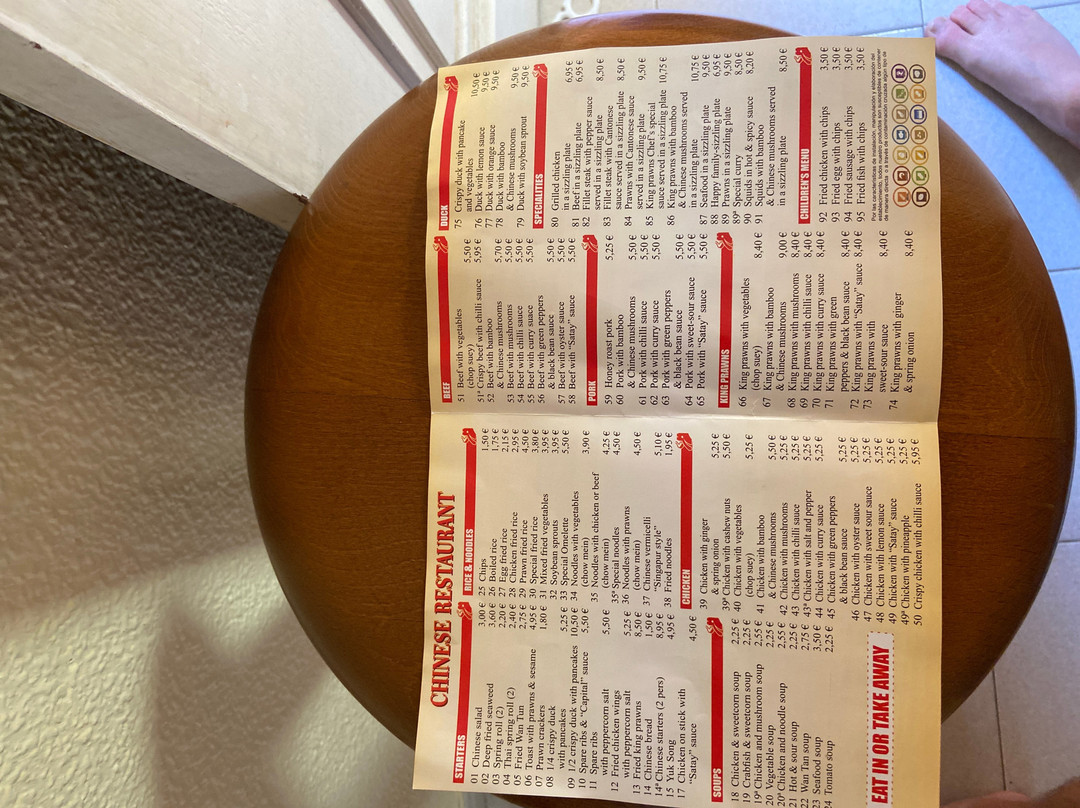 CHINESE RESTAURANT
STARTERS
01 Chinese salad 3,00 €
02 Deep fried seaweed 3,60 €
03 Spring roll (2) 2,20 €
04 Thai spring roll (2) 2,40 €
05 Fried Wan Tun 2,75 €
06 Toast with prawns & sesame 4,95 €
07 Prawn crackers 1,80 €
08 1/4 crispy duck
with pancakes 5,25 €
09 1/2 crispy duck with pancakes 10,50 €
10 Spare ribs & "Capital" sauce 5,50 €
11 Spare ribs
with peppercorn salt 5,50 €
12 Fried chicken wings
with peppercorn salt 5,25 €
13 Fried king prawns 8,50 €
14 Chinese bread 1,50 €
14* Chinese starters (2 pers) 8,95 €
15 Yuk Song 4,95 €
17 Chicken on stick with
"Satay" sauce 4,50 €
SOUPS
18 Chicken & sweetcorn soup 2,25 €
19 Crabfish & sweetcorn soup 2,25 €
19* Chicken and mushroom soup 2,55 €
20 Vegetable soup 2,25 €
20* Chicken and noodle soup 2,55 €
21 Hot & sour soup 2,25 €
22 Wan Tan soup 2,75 €
23 Seafood soup 3,50 €
24 Tomato soup 2,25 €
RICE & NOODLES
25 Chips 1,50 €
26 Boiled rice 1,75 €
27 Egg fried rice 2,15 €
28 Chicken fried rice 2,95 €
29 Prawn fried rice 4,50 €
30 Special fried rice 3,80 €
31 Mixed fried vegetables 3,95 €
32 Soybean sprouts 3,95 €
33 Special Omelette 5,50 €
34 Noodles with vegetables
(chow mein) 3,90 €
35 Noodles with chicken or beef
(chow mein) 4,25 €
35* Special noodles 4,50 €
36 Noodles with prawns
(chow mein) 4,50 €
37 Chinese vermicelli
"Singapur style" 5,10 €
38 Fried noodles 1,95 €
CHICKEN
39 Chicken with ginger
& spring onion 5,25 €
39* Chicken with cashew nuts 5,50 €
40 Chicken with vegetables
(chop suey) 5,25 €
41 Chicken with bamboo
& Chinese mushrooms 5,50 €
42 Chicken with mushrooms 5,25 €
43 Chicken with chilli sauce 5,25 €
43* Chicken with salt and pepper 5,25 €
44 Chicken with curry sauce 5,25 €
45 Chicken with green peppers
& black bean sauce 5,25 €
46 Chicken with oyster sauce 5,25 €
47 Chicken with sweet sour sauce 5,25 €
48 Chicken with lemon sauce 5,25 €
49 Chicken with "Satay" sauce 5,25 €
49* Chicken with pineapple 5,25 €
50 Crispy chicken with chilli sauce 5,95 €
EAT IN OR TAKE AWAY
BEEF
51 Beef with vegetables
(chop suey) 5,50 €
51* Crispy beef with chilli sauce 5,95 €
52 Beef with bamboo
& Chinese mushrooms 5,70 €
53 Beef with mushrooms 5,50 €
54 Beef with chilli sauce 5,50 €
55 Beef with curry sauce 5,50 €
56 Beef with green peppers
& black bean sauce 5,50 €
57 Beef with oyster sauce 5,50 €
58 Beef with "Satay" sauce 5,50 €
PORK
59 Honey roast pork 5,25 €
60 Pork with bamboo
& Chinese mushrooms 5,50 €
61 Pork with chilli sauce 5,50 €
62 Pork with curry sauce 5,50 €
63 Pork with green peppers
& black bean sauce 5,50 €
64 Pork with sweet-sour sauce 5,50 €
65 Pork with "Satay" sauce 5,50 €
KING PRAWNS
66 King prawns with vegetables
(chop suey) 8,40 €
67 King prawns with bamboo
& Chinese mushrooms 9,00 €
68 King prawns with mushrooms 8,40 €
69 King prawns with chilli sauce 8,40 €
70 King prawns with curry sauce 8,40 €
71 King prawns with green
peppers & black bean sauce 8,40 €
72 King prawns with "Satay" sauce 8,40 €
73 King prawns with
sweet-sour sauce 8,40 €
74 King prawns with ginger
& spring onion 8,40 €
DUCK
75 Crispy duck with pancake
and vegetables 10,50 €
76 Duck with lemon sauce 9,50 €
77 Duck with orange sauce 9,50 €
78 Duck with bamboo
& Chinese mushrooms 9,50 €
79 Duck with soybean sprout 9,50 €
SPECIALITIES
80 Grilled chicken
in a sizzling plate 6,95 €
81 Beef in a sizzling plate 6,95 €
82 Fillet steak with pepper sauce
served in a sizzling plate 8,50 €
83 Fillet steak with Cantonese
sauce served in a sizzling plate 8,50 €
84 Prawns with Cantonese sauce
served in a sizzling plate 9,50 €
85 King prawns Chef's special
sauce served in a sizzling plate 10,75 €
86 King prawns with bamboo
& Chinese mushrooms served
in a sizzling plate 10,75 €
87 Seafood in a sizzling plate 9,50 €
88 Happy family-sizzling plate 6,95 €
89 Prawns in a sizzling plate 9,50 €
89* Special curry 8,50 €
90 Squids in hot & spicy sauce 8,20 €
91 Squids with bamboo
& Chinese mushrooms served
in a sizzling plate 8,50 €
CHILDREN'S MENU
92 Fried chicken with chips 3,50 €
93 Fried egg with chips 3,50 €
94 Fried sausage with chips 3,50 €
95 Fried fish with chips 3,50 €
Por las características de instalación, manipulación y elaboración del
establecimiento, todos nuestros productos son susceptibles de contener
de manera directa o a través de contaminación cruzada algún tipo de